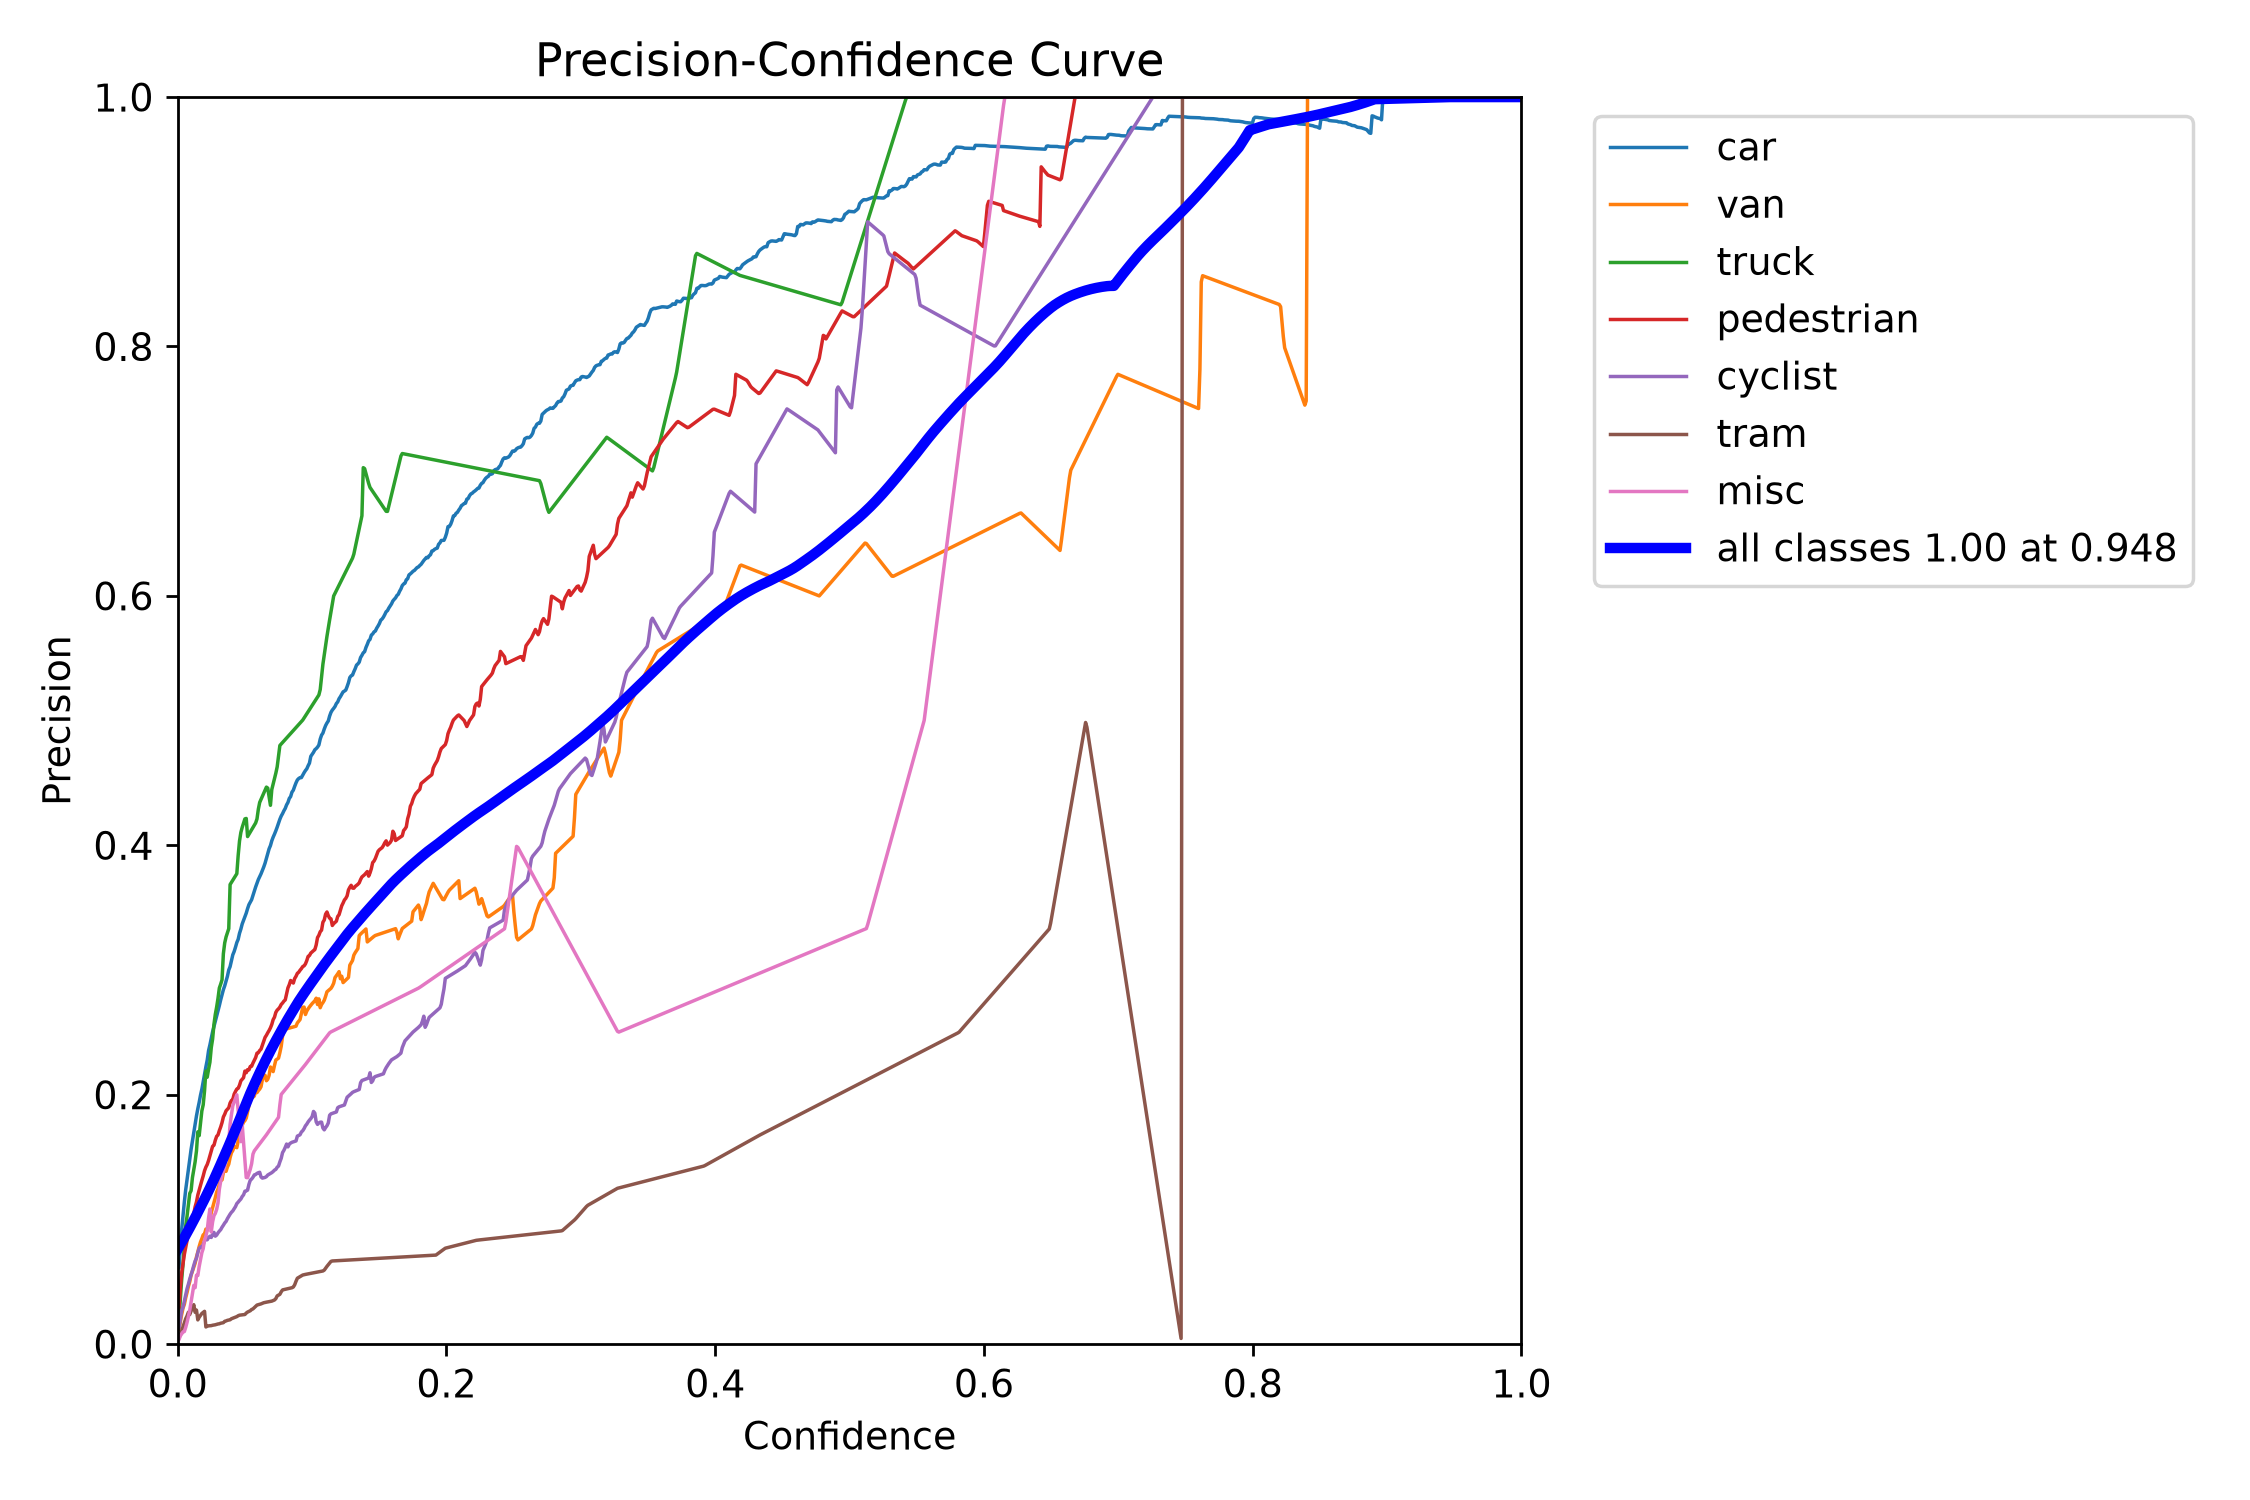 Precision-Confidence Curve
1.0
0.8
0.6
0.4
0.2
0.0
Precision
0.0 0.2 0.4 0.6 0.8 1.0
Confidence
car
van
truck
pedestrian
cyclist
tram
misc
all classes 1.00 at 0.948